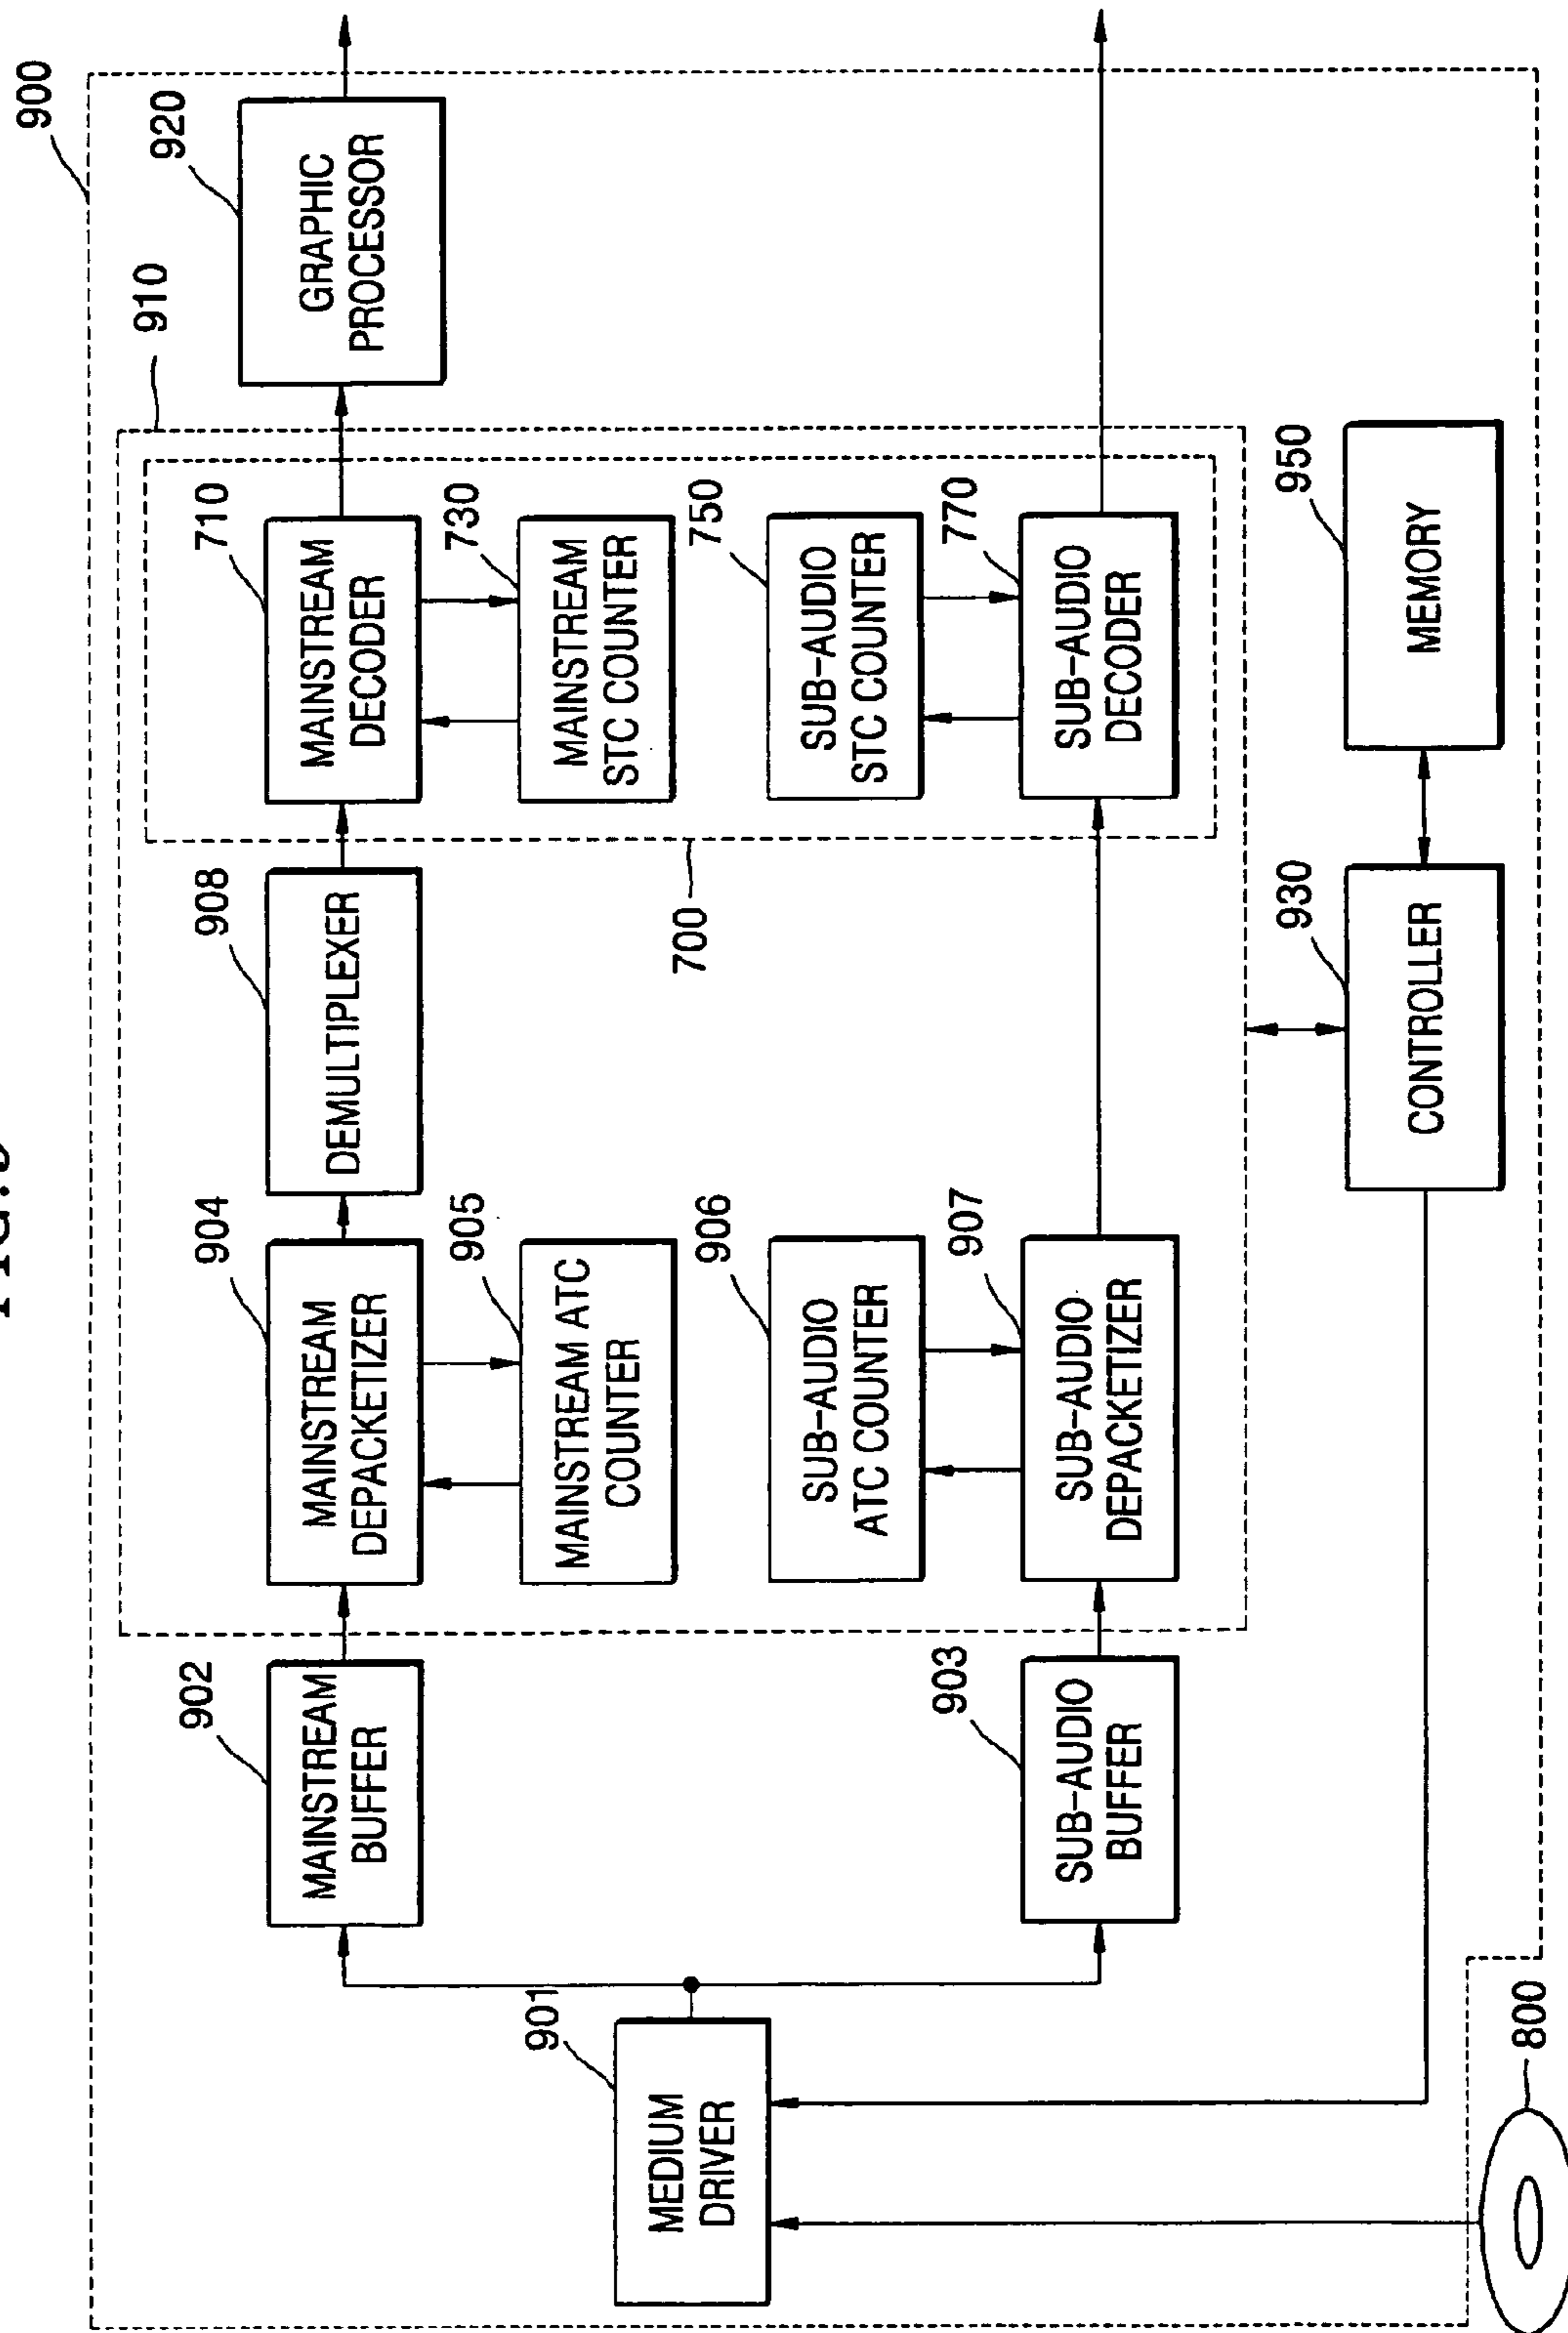 900
920
GRAPHIC
PROCESSOR
910
710
MAINSTREAM
DECODER
730
MAINSTREAM
STC COUNTER
750
SUB-AUDIO
STC COUNTER
770
SUB-AUDIO
DECODER
700
908
DEMULTIPLEXER
904
MAINSTREAM
DEPACKETIZER
905
MAINSTREAM ATC
COUNTER
906
SUB-AUDIO
ATC COUNTER
907
SUB-AUDIO
DEPACKETIZER
902
MAINSTREAM
BUFFER
903
SUB-AUDIO
BUFFER
901
MEDIUM
DRIVER
950
MEMORY
930
CONTROLLER
800